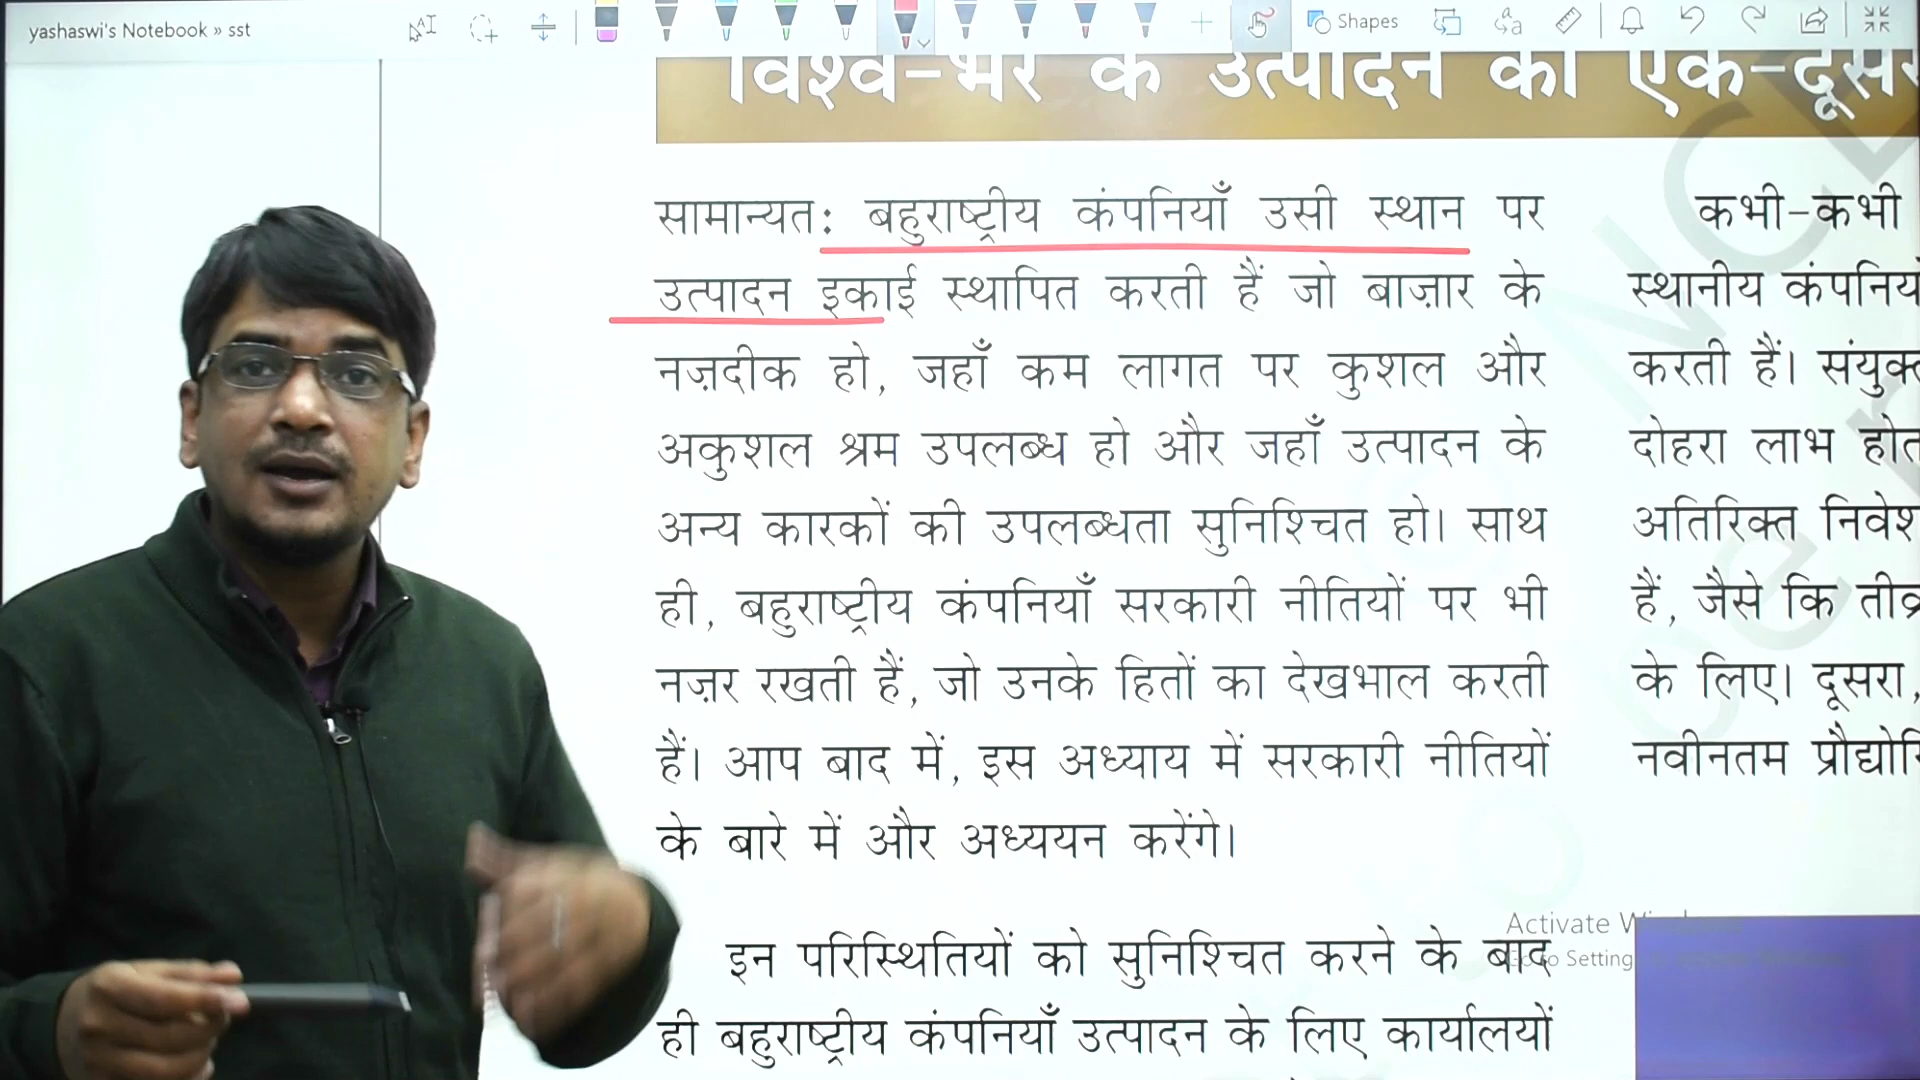 yashaswi's Notebook » sst
Shapes
विश्व-भर के उत्पादन को एक-दूसरे
सामान्यतः बहुराष्ट्रीय कंपनियाँ उसी स्थान पर
उत्पादन इकाई स्थापित करती हैं जो बाज़ार के
नज़दीक हो, जहाँ कम लागत पर कुशल और
अकुशल श्रम उपलब्ध हो और जहाँ उत्पादन के
अन्य कारकों की उपलब्धता सुनिश्चित हो। साथ
ही, बहुराष्ट्रीय कंपनियाँ सरकारी नीतियों पर भी
नज़र रखती हैं, जो उनके हितों का देखभाल करती
हैं। आप बाद में, इस अध्याय में सरकारी नीतियों
के बारे में और अध्ययन करेंगे।
इन परिस्थितियों को सुनिश्चित करने के बाद
ही बहुराष्ट्रीय कंपनियाँ उत्पादन के लिए कार्यालयों
कभी-कभी
स्थानीय
करती हैं। संयुक्त
दोहरा लाभ
अतिरिक्त निवेश
हैं, जैसे कि तीव्र
के लिए। दूसरा,
नवीनतम
Activate
to Setting